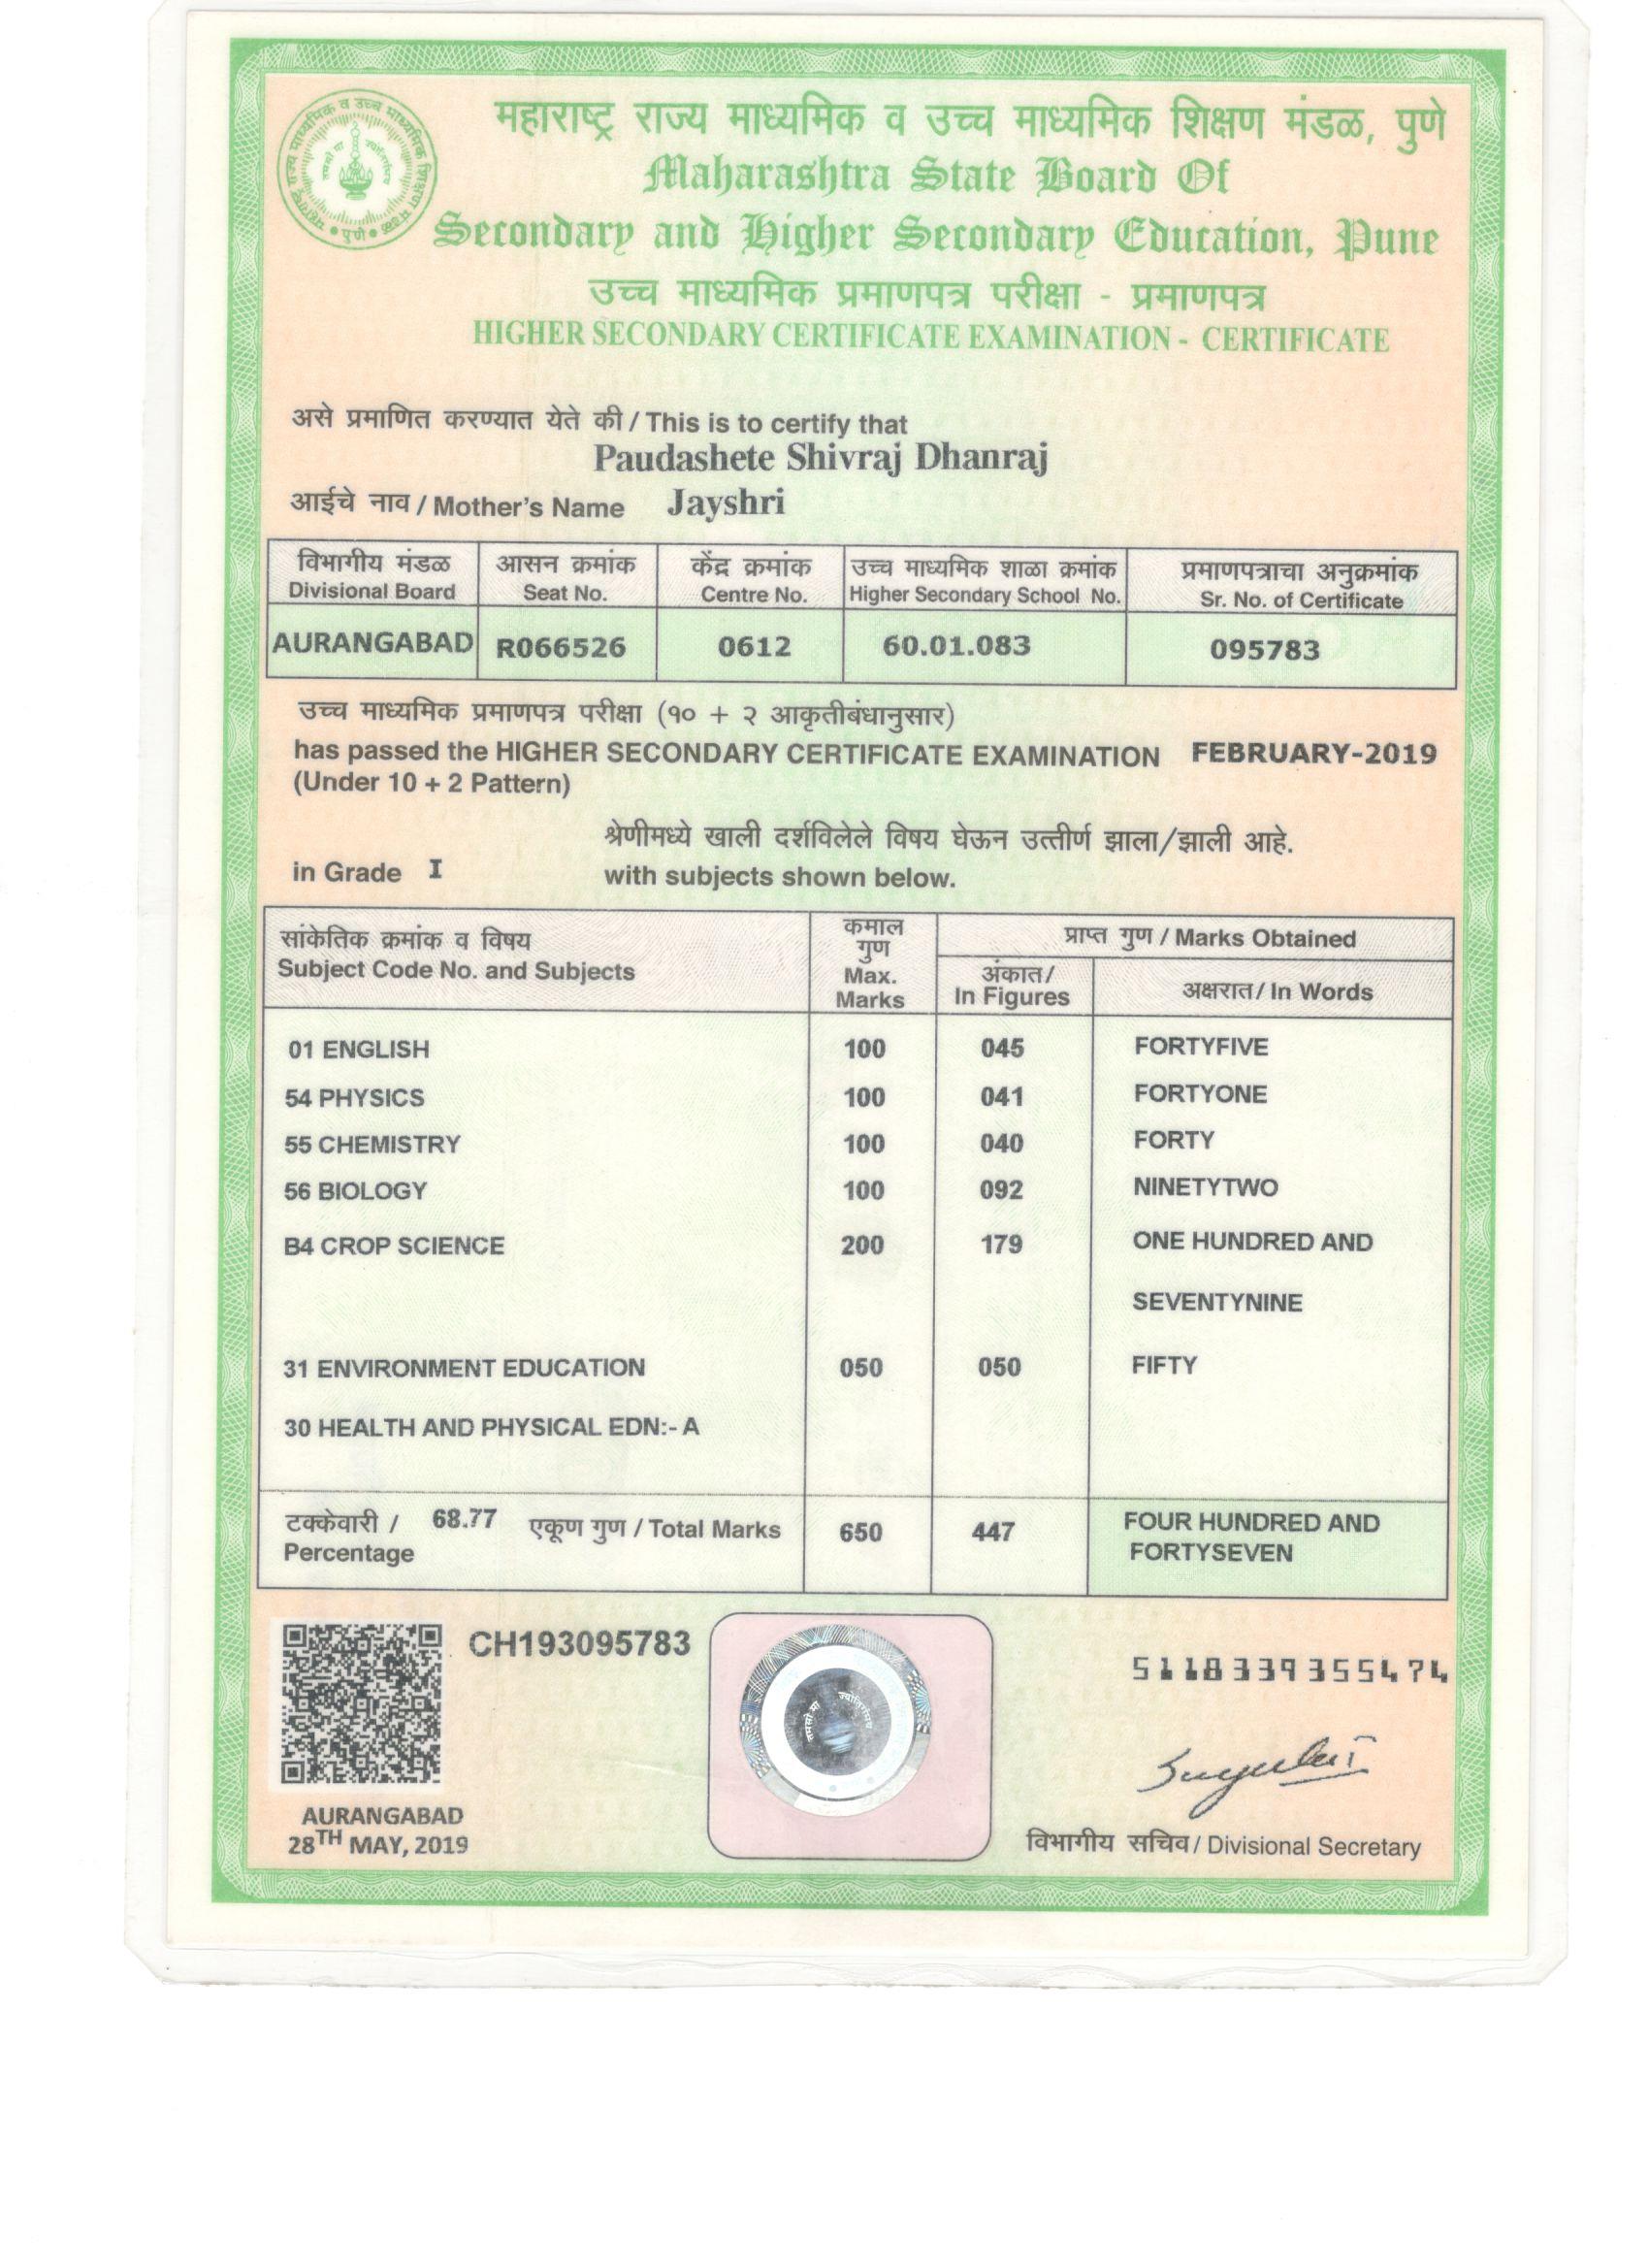 महाराष्ट्र राज्य माध्यमिक व उच्च माध्यमिक शिक्षण मंडळ, पुणे
Maharashtra State Board Of
Secondary and Higher Secondary Education, Pune
उच्च माध्यमिक प्रमाणपत्र परीक्षा - प्रमाणपत्र
HIGHER SECONDARY CERTIFICATE EXAMINATION - CERTIFICATE
असे प्रमाणित करण्यात येते की / This is to certify that
Paudashete Shivraj Dhanraj
आईचे नाव / Mother's Name Jayshri
विभागीय मंडळ आसन क्रमांक केंद्र क्रमांक उच्च माध्यमिक शाळा क्रमांक प्रमाणपत्राचा अनुक्रमांक
Divisional Board Seat No. Centre No. Higher Secondary School No. Sr. No. of Certificate
AURANGABAD R066526 0612 60.01.083 095783
उच्च माध्यमिक प्रमाणपत्र परीक्षा (१० + २ आकृतीबंधानुसार)
has passed the HIGHER SECONDARY CERTIFICATE EXAMINATION FEBRUARY-2019
(Under 10 + 2 Pattern)
श्रेणीमध्ये खाली दर्शविलेले विषय घेऊन उत्तीर्ण झाला/झाली आहे.
in Grade I with subjects shown below.
सांकेतिक क्रमांक व विषय
Subject Code No. and Subjects
कमाल
गुण
Max.
Marks
प्राप्त गुण / Marks Obtained
अंकात/
In Figures
अक्षरात/ In Words
01 ENGLISH 100 045 FORTYFIVE
54 PHYSICS 100 041 FORTYONE
55 CHEMISTRY 100 040 FORTY
56 BIOLOGY 100 092 NINETYTWO
B4 CROP SCIENCE 200 179 ONE HUNDRED AND
SEVENTYNINE
31 ENVIRONMENT EDUCATION 050 050 FIFTY
30 HEALTH AND PHYSICAL EDN:- A
टक्केवारी / 68.77 एकूण गुण / Total Marks 650 447 FOUR HUNDRED AND
Percentage FORTYSEVEN
CH193095783
5118339355474
AURANGABAD
28TH MAY, 2019
विभागीय सचिव/ Divisional Secretary